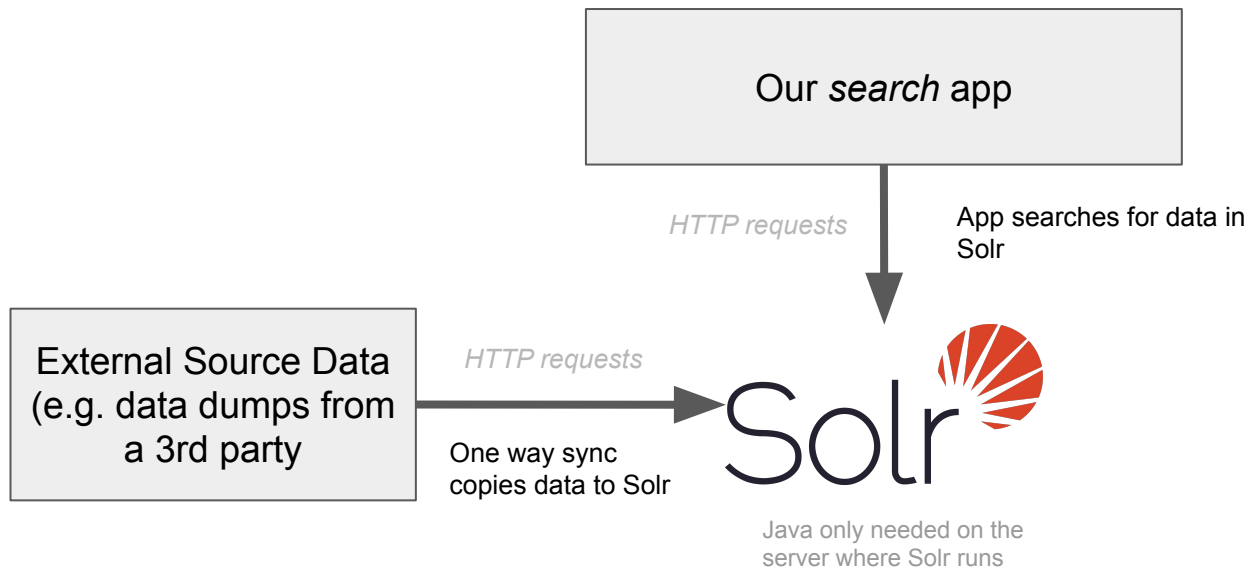 Our search app
HTTP requests
App searches for data in
Solr
External Source Data
(e.g. data dumps from
a 3rd party
HTTP requests
One way sync
copies data to Solr
Solr
Java only needed on the
server where Solr runs